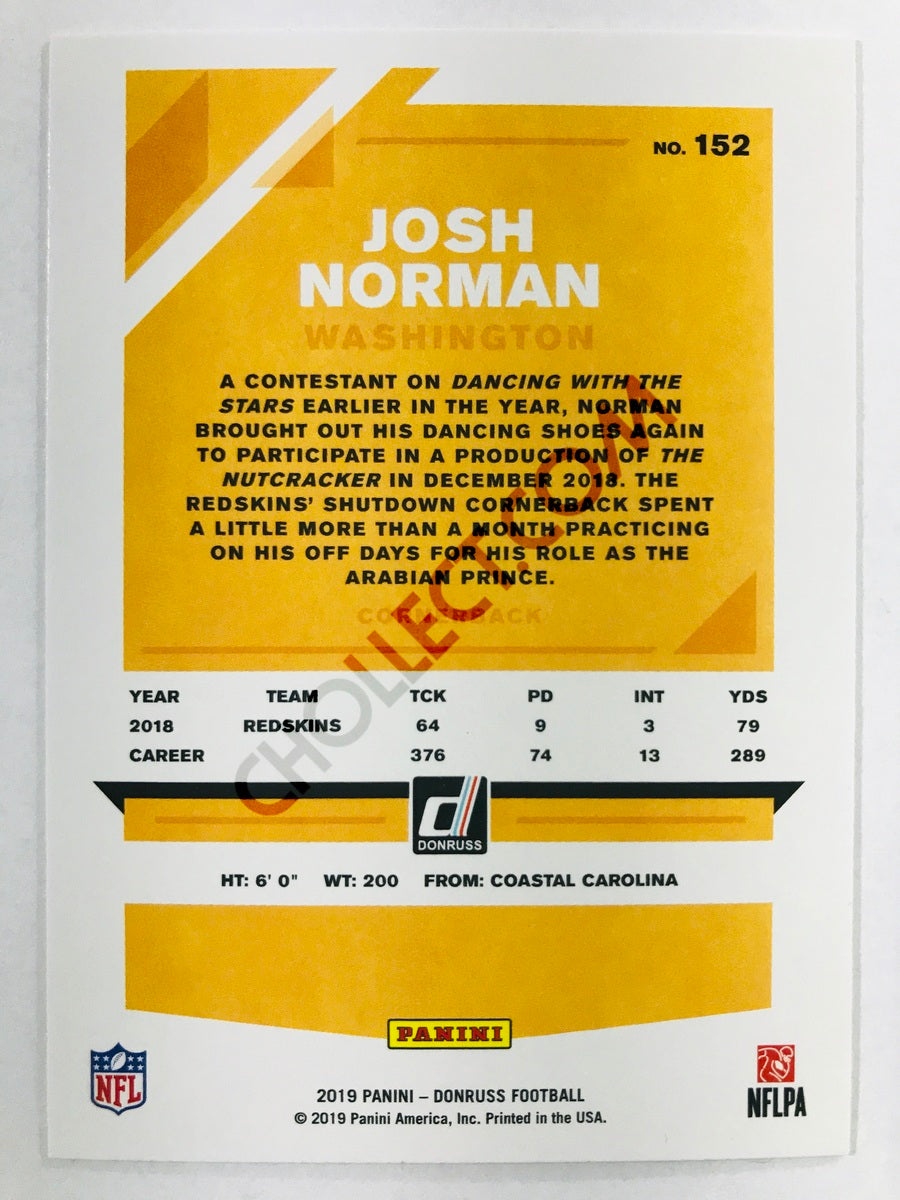 NO. 152
JOSH
NORMAN
WASHINGTON
A CONTESTANT ON DANCING WITH THE
STARS EARLIER IN THE YEAR, NORMAN
BROUGHT OUT HIS DANCING SHOES AGAIN
TO PARTICIPATE IN A PRODUCTION OF THE
NUTCRACKER IN DECEMBER 2018. THE
REDSKINS' SHUTDOWN CORNERBACK SPENT
A LITTLE MORE THAN A MONTH PRACTICING
ON HIS OFF DAYS FOR HIS ROLE AS THE
ARABIAN PRINCE.
CORNERBACK
CHOLLECT.COM
YEAR TEAM TCK PD INT YDS
2018 REDSKINS 64 9 3 79
CAREER 376 74 13 289
d
DONRUSS
HT: 6' 0" WT: 200 FROM: COASTAL CAROLINA
PANINI
NFL
NFLPA
2019 PANINI – DONRUSS FOOTBALL
© 2019 Panini America, Inc. Printed in the USA.